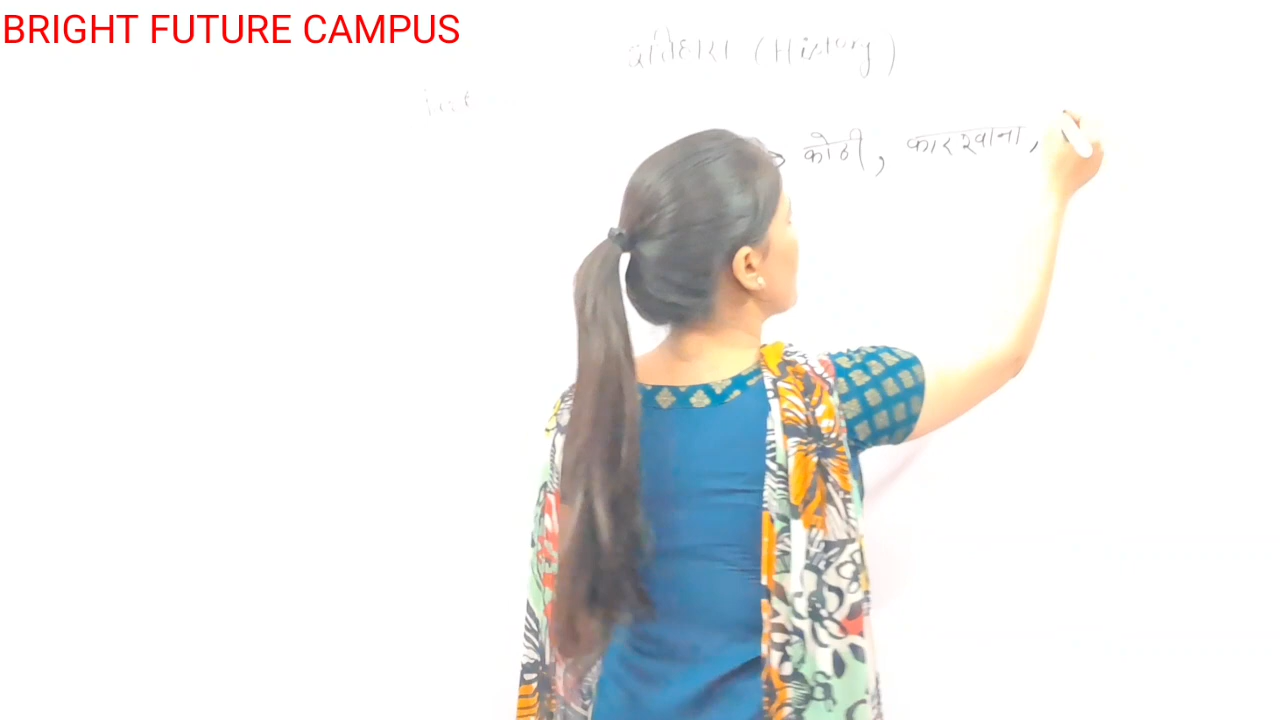 BRIGHT FUTURE CAMPUS
इतिहास (History)
कोठी, कारखाना,